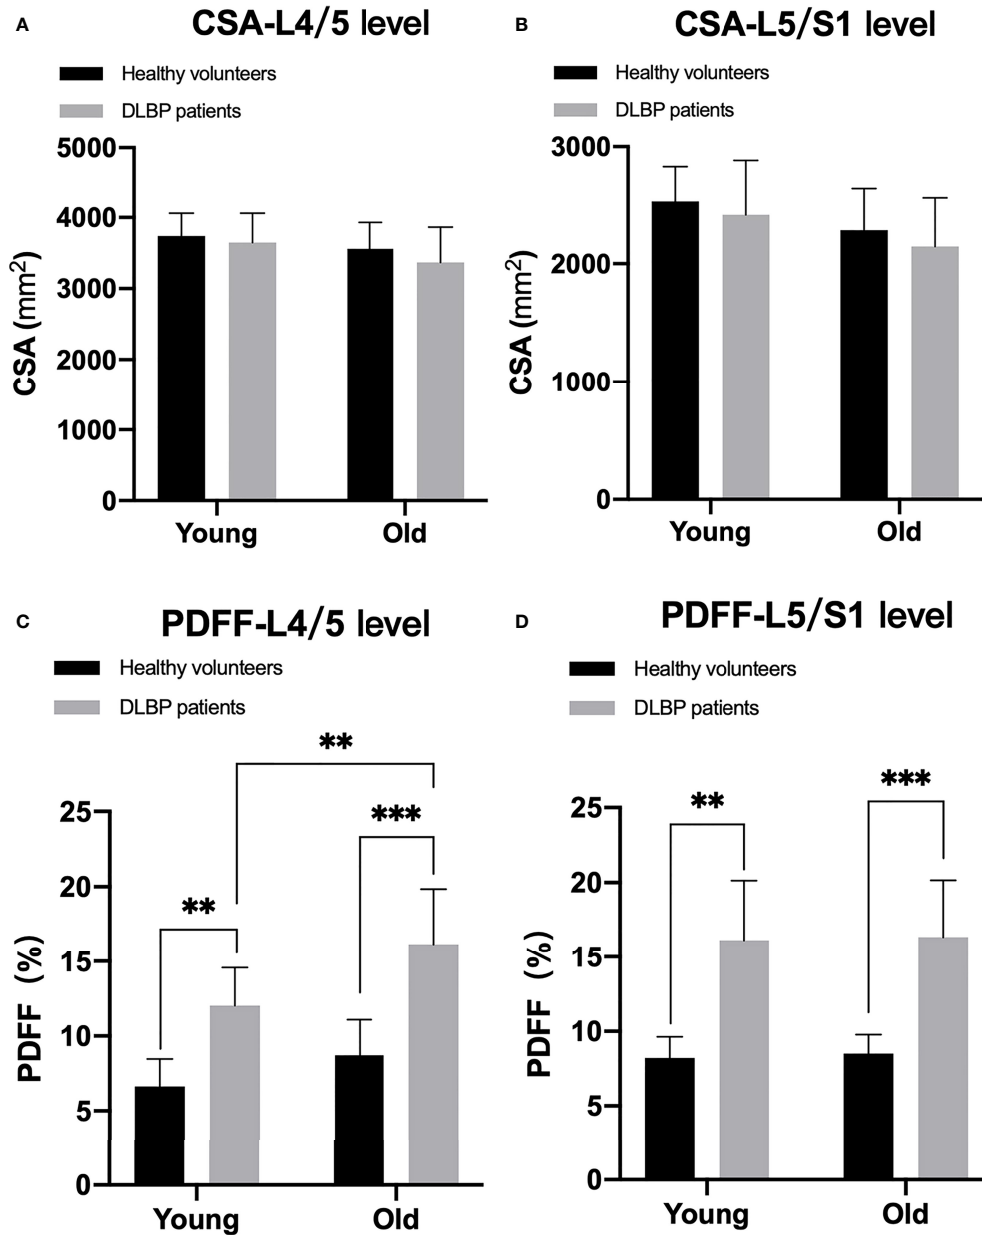 A
CSA-L4/5 level
Healthy volunteers
DLBP patients
CSA (mm²)
5000
4000
3000
2000
1000
0
Young
Old
B
CSA-L5/S1 level
Healthy volunteers
DLBP patients
CSA (mm²)
3000
2000
1000
0
Young
Old
C
PDFF-L4/5 level
Healthy volunteers
DLBP patients
**
***
**
PDFF (%)
25
20
15
10
5
0
Young
Old
D
PDFF-L5/S1 level
Healthy volunteers
DLBP patients
***
**
PDFF (%)
25
20
15
10
5
0
Young
Old